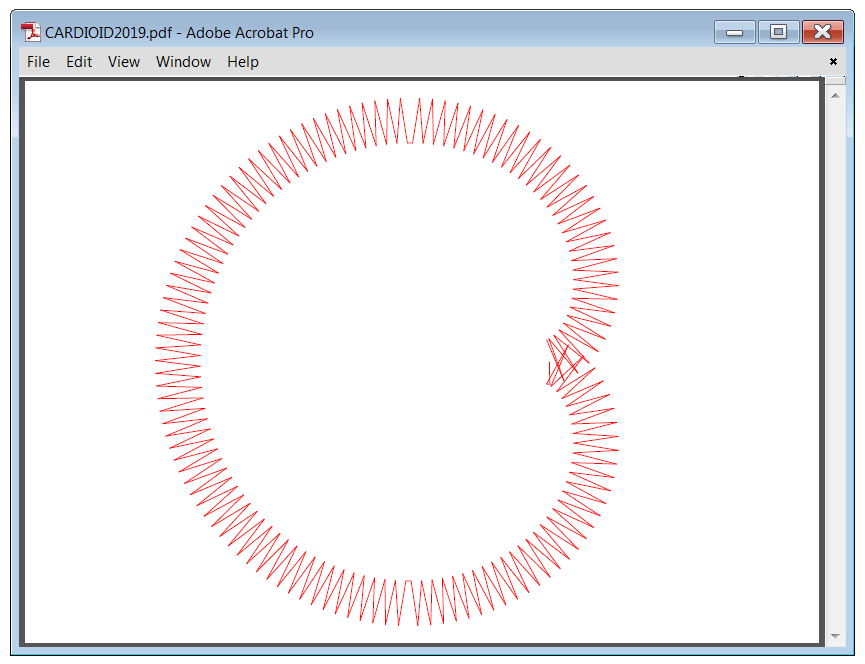 CARDIOID2019.pdf - Adobe Acrobat Pro
File Edit View Window Help